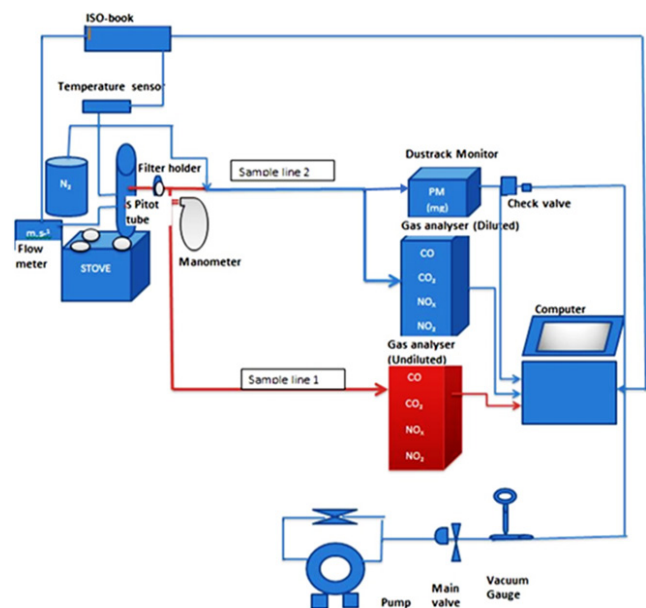 ISO-book
Temperature sensor
N₂
Filter holder
Sample line 2
Dustrack Monitor
PM
(mg)
Check valve
S Pitot
tube
m.s⁻¹
Flow
meter
STOVE
Manometer
Gas analyser (Diluted)
CO
CO₂
NOₓ
NO₂
Computer
Gas analyser
(Undiluted)
Sample line 1
CO
CO₂
NOₓ
NO₂
Pump
Main
valve
Vacuum
Gauge